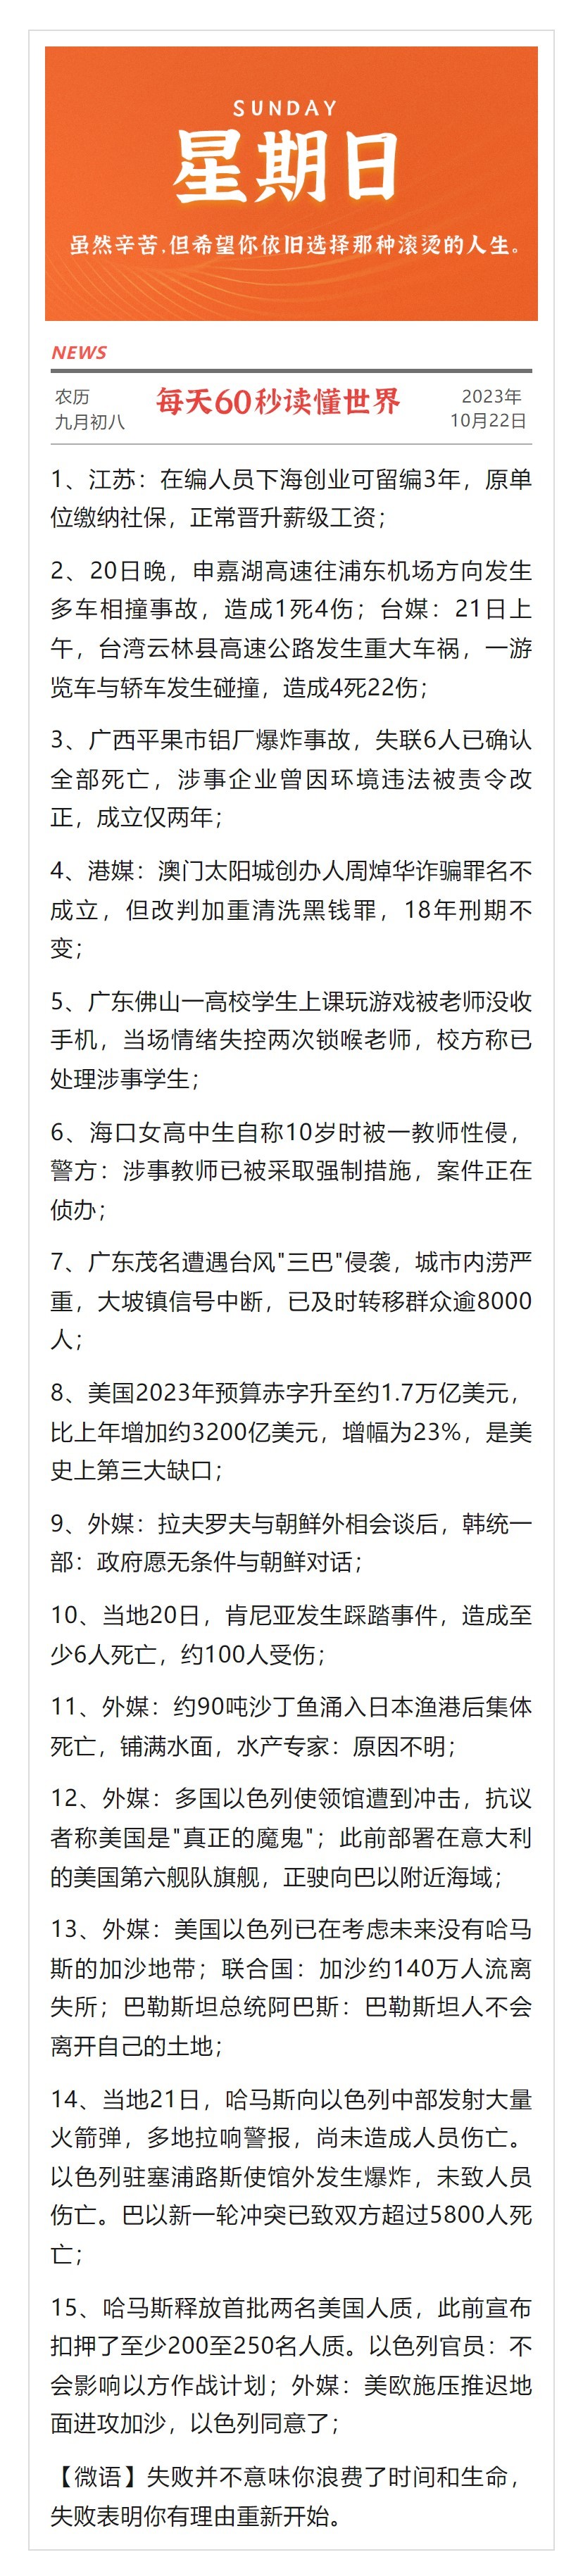 SUNDAY
星期日
虽然辛苦,但希望你依旧选择那种滚烫的人生。
NEWS
农历
九月初八
每天60秒读懂世界
2023年
10月22日
1、江苏：在编人员下海创业可留编3年，原单
位缴纳社保，正常晋升薪级工资；
2、20日晚，申嘉湖高速往浦东机场方向发生
多车相撞事故，造成1死4伤；台媒：21日上
午，台湾云林县高速公路发生重大车祸，一游
览车与轿车发生碰撞，造成4死22伤；
3、广西平果市铝厂爆炸事故，失联6人已确认
全部死亡，涉事企业曾因环境违法被责令改
正，成立仅两年；
4、港媒：澳门太阳城创办人周焯华诈骗罪名不
成立，但改判加重清洗黑钱罪，18年刑期不
变；
5、广东佛山一高校学生上课玩游戏被老师没收
手机，当场情绪失控两次锁喉老师，校方称已
处理涉事学生；
6、海口女高中生自称10岁时被一教师性侵，
警方：涉事教师已被采取强制措施，案件正在
侦办；
7、广东茂名遭遇台风"三巴"侵袭，城市内涝严
重，大坡镇信号中断，已及时转移群众逾8000
人；
8、美国2023年预算赤字升至约1.7万亿美元，
比上年增加约3200亿美元，增幅为23%，是美
史上第三大缺口；
9、外媒：拉夫罗夫与朝鲜外相会谈后，韩统一
部：政府愿无条件与朝鲜对话；
10、当地20日，肯尼亚发生踩踏事件，造成至
少6人死亡，约100人受伤；
11、外媒：约90吨沙丁鱼涌入日本渔港后集体
死亡，铺满水面，水产专家：原因不明；
12、外媒：多国以色列使领馆遭到冲击，抗议
者称美国是"真正的魔鬼"；此前部署在意大利
的美国第六舰队旗舰，正驶向巴以附近海域；
13、外媒：美国以色列已在考虑未来没有哈马
斯的加沙地带；联合国：加沙约140万人流离
失所；巴勒斯坦总统阿巴斯：巴勒斯坦人不会
离开自己的土地；
14、当地21日，哈马斯向以色列中部发射大量
火箭弹，多地拉响警报，尚未造成人员伤亡。
以色列驻塞浦路斯使馆外发生爆炸，未致人员
伤亡。巴以新一轮冲突已致双方超过5800人死
亡；
15、哈马斯释放首批两名美国人质，此前宣布
扣押了至少200至250名人质。以色列官员：不
会影响以方作战计划；外媒：美欧施压推迟地
面进攻加沙，以色列同意了；
【微语】失败并不意味你浪费了时间和生命，
失败表明你有理由重新开始。